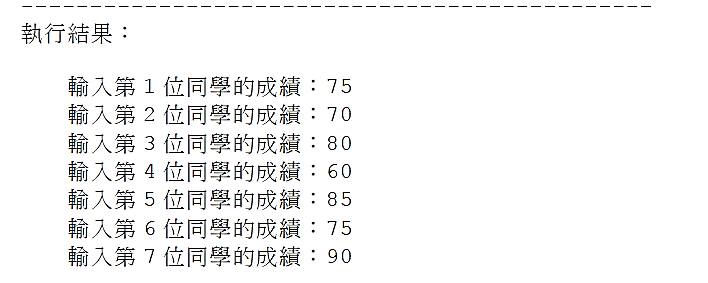 ----------------------------------------------
執行結果：
輸入第 1 位同學的成績：75
輸入第 2 位同學的成績：70
輸入第 3 位同學的成績：80
輸入第 4 位同學的成績：60
輸入第 5 位同學的成績：85
輸入第 6 位同學的成績：75
輸入第 7 位同學的成績：90